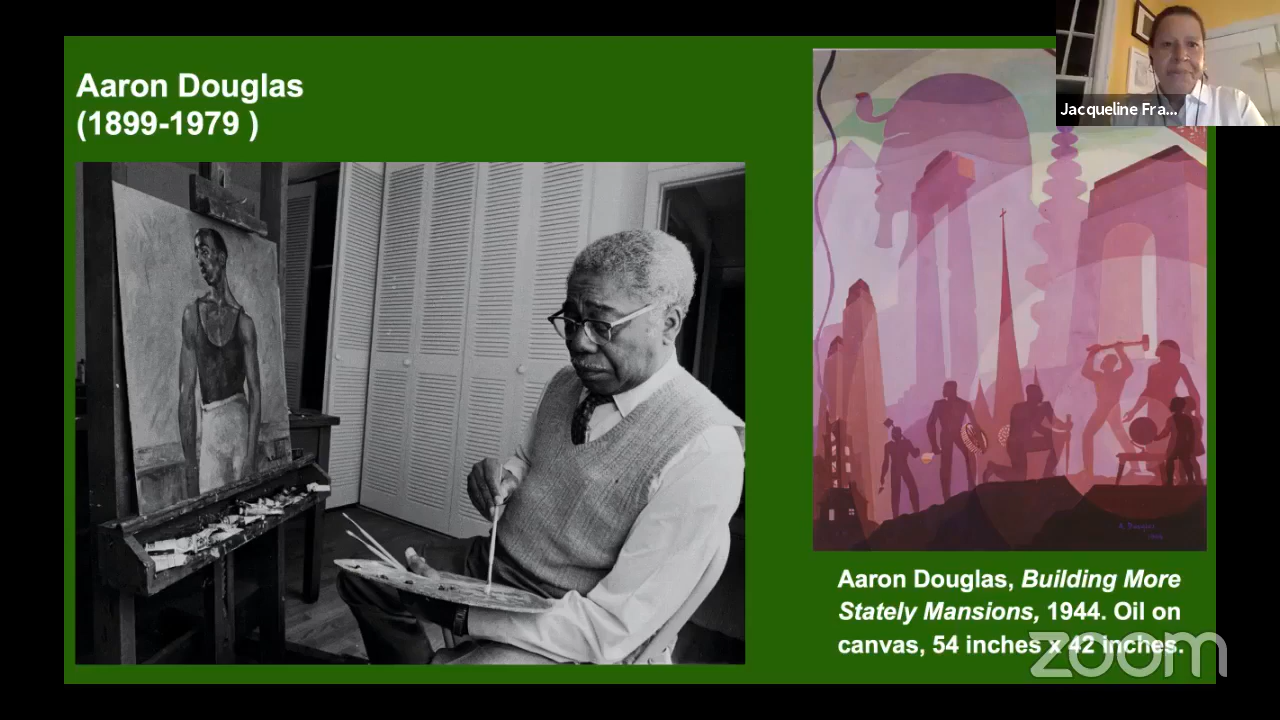 Aaron Douglas
(1899-1979 )
Jacqueline Fra...
Aaron Douglas, Building More
Stately Mansions, 1944. Oil on
canvas, 54 inches x 42 inches.
zoom